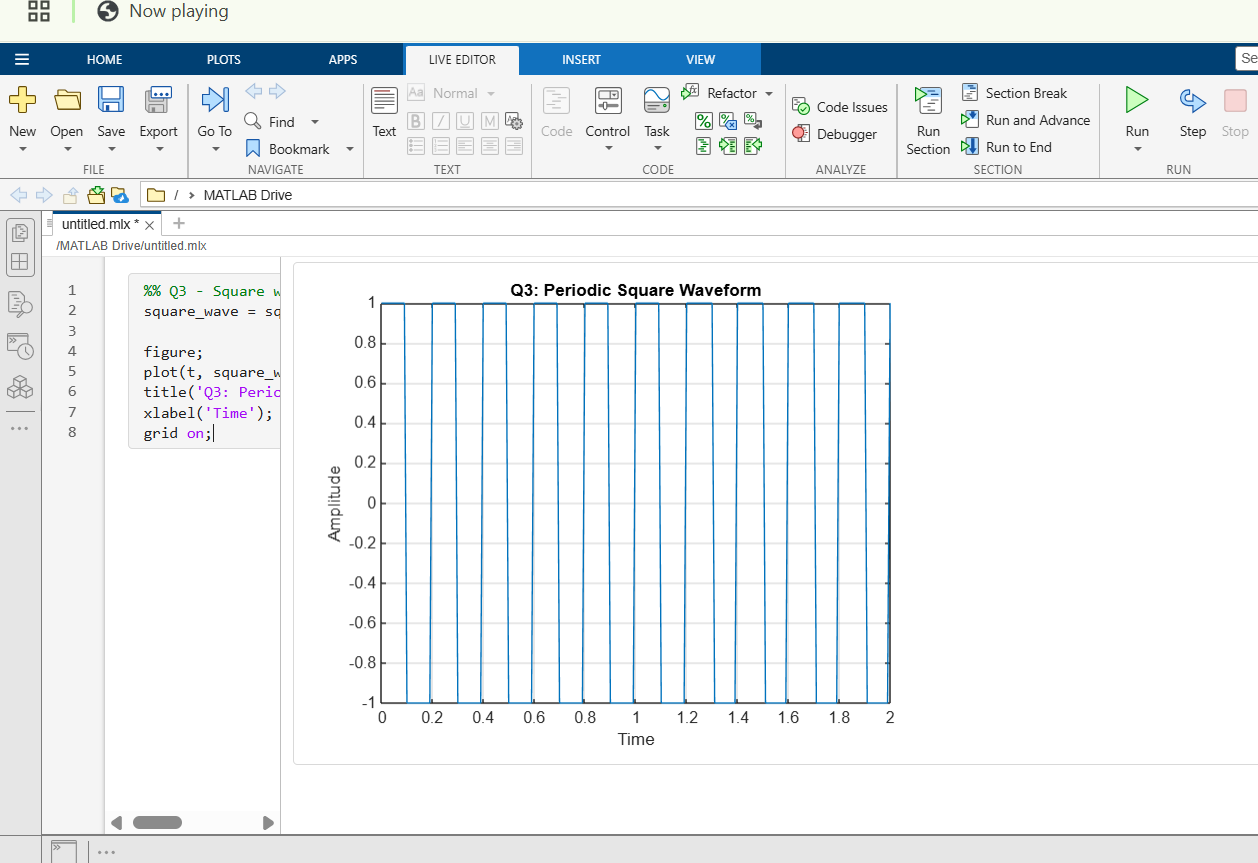 Now playing
HOME PLOTS APPS LIVE EDITOR INSERT VIEW Se
New Open Save Export Go To Find Bookmark Text Aa Normal B I U M Code Control Task Refactor Code Issues Debugger Run Section Section Break Run and Advance Run to End Run Step Stop
FILE NAVIGATE TEXT CODE ANALYZE SECTION RUN
/ › MATLAB Drive
untitled.mlx * × +
/MATLAB Drive/untitled.mlx
1 %% Q3 - Square w
2 square_wave = sq
3
4 figure;
5 plot(t, square_w
6 title('Q3: Perio
7 xlabel('Time');
8 grid on;
Q3: Periodic Square Waveform
1
0.8
0.6
0.4
0.2
0
-0.2
-0.4
-0.6
-0.8
-1
Amplitude
0 0.2 0.4 0.6 0.8 1 1.2 1.4 1.6 1.8 2
Time